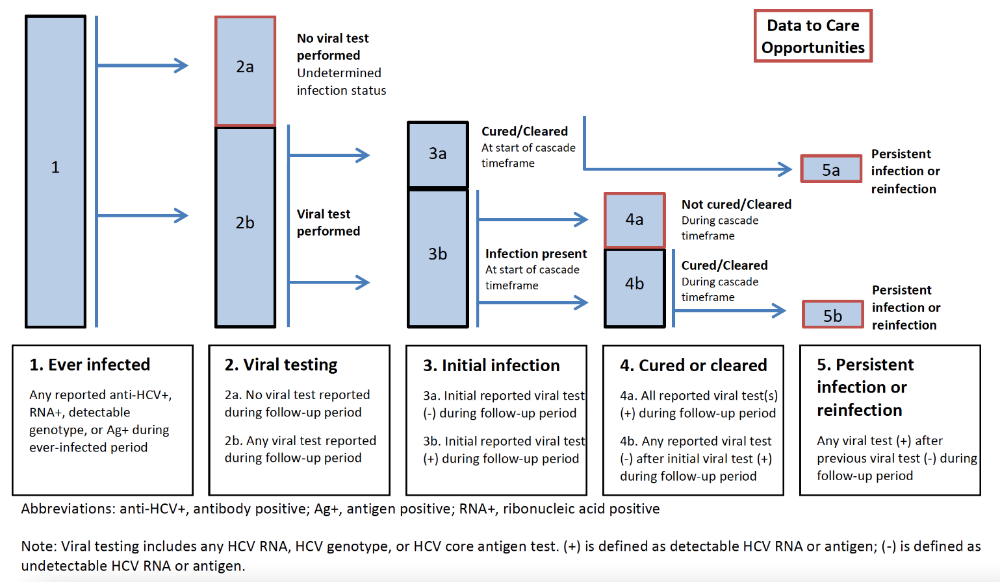 Data to Care
Opportunities
1
2a
No viral test
performed
Undetermined
infection status
2b
Viral test
performed
3a
Cured/Cleared
At start of cascade
timeframe
3b
Infection present
At start of cascade
timeframe
4a
Not cured/Cleared
During cascade
timeframe
4b
Cured/Cleared
During cascade
timeframe
5a
Persistent
infection or
reinfection
5b
Persistent
infection or
reinfection
1. Ever infected
Any reported anti-HCV+,
RNA+, detectable
genotype, or Ag+ during
ever-infected period
2. Viral testing
2a. No viral test reported
during follow-up period
2b. Any viral test reported
during follow-up period
3. Initial infection
3a. Initial reported viral test
(-) during follow-up period
3b. Initial reported viral test
(+) during follow-up period
4. Cured or cleared
4a. All reported viral test(s)
(+) during follow-up period
4b. Any reported viral test
(-) after initial viral test (+)
during follow-up period
5. Persistent
infection or
reinfection
Any viral test (+) after
previous viral test (-) during
follow-up period
Abbreviations: anti-HCV+, antibody positive; Ag+, antigen positive; RNA+, ribonucleic acid positive
Note: Viral testing includes any HCV RNA, HCV genotype, or HCV core antigen test. (+) is defined as detectable HCV RNA or antigen; (-) is defined as
undetectable HCV RNA or antigen.